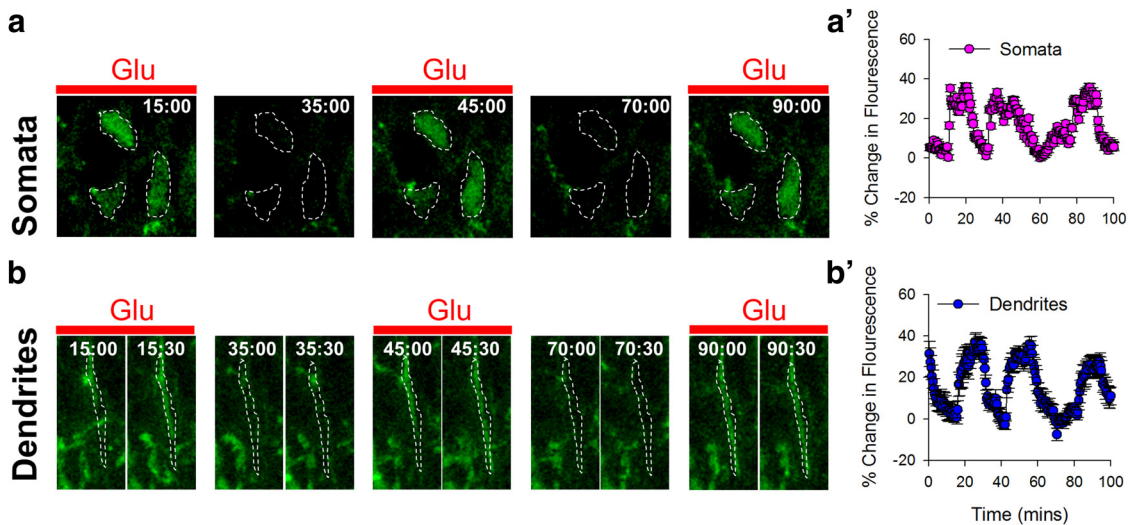 a
Glu
Glu
Glu
Somata
15:00
35:00
45:00
70:00
90:00
a'
% Change in Flourescence
60
40
20
0
-20
Somata
0
20
40
60
80
100
b
Glu
Glu
Glu
Dendrites
15:00
15:30
35:00
35:30
45:00
45:30
70:00
70:30
90:00
90:30
b'
% Change in Flourescence
60
40
20
0
-20
Dendrites
0
20
40
60
80
100
Time (mins)